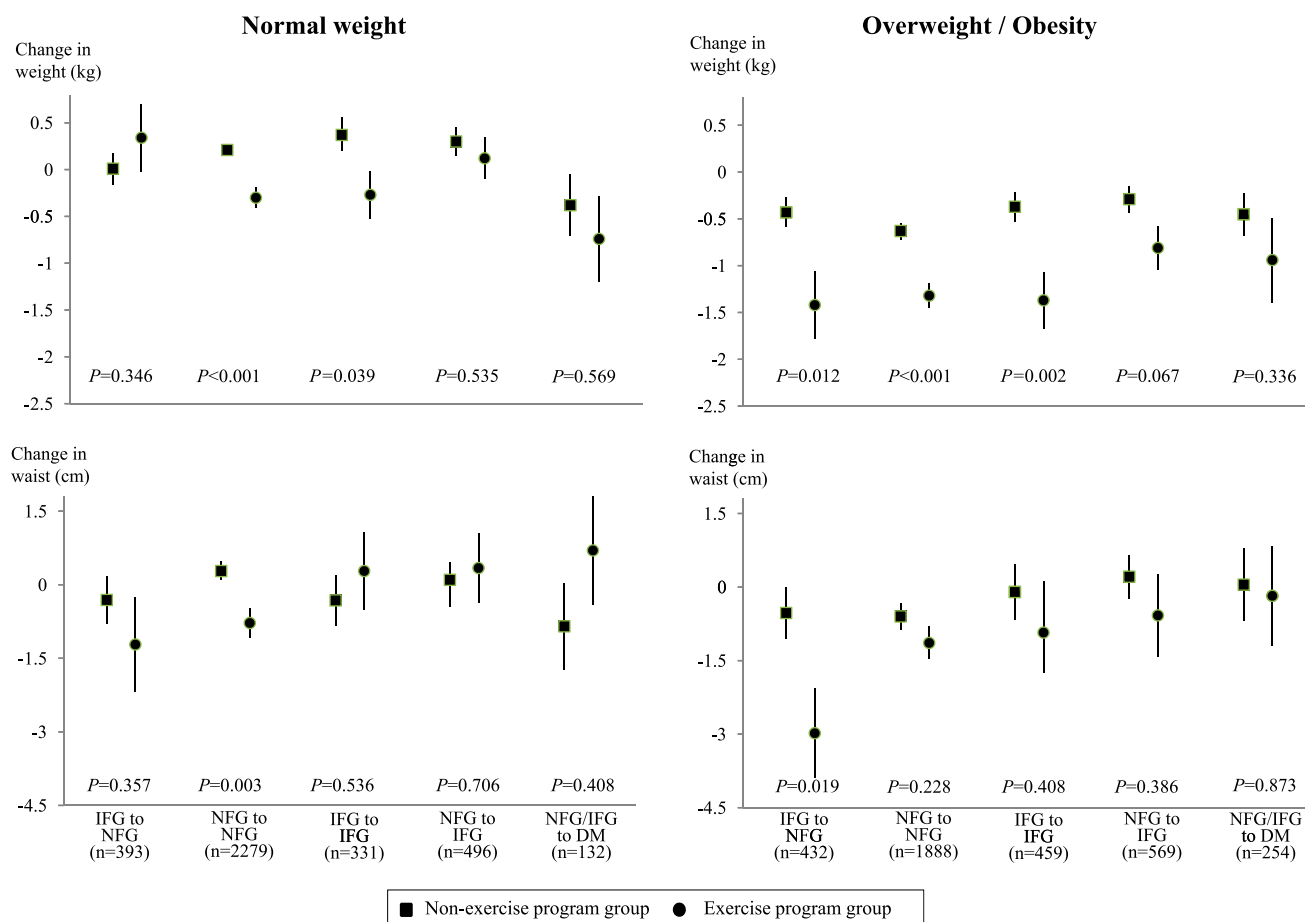 Normal weight
Change in
weight (kg)
0.5
0
-0.5
-1
-1.5
-2
-2.5
P=0.346 P<0.001 P=0.039 P=0.535 P=0.569
Overweight / Obesity
Change in
weight (kg)
0.5
0
-0.5
-1
-1.5
-2
-2.5
P=0.012 P<0.001 P=0.002 P=0.067 P=0.336
Change in
waist (cm)
1.5
0
-1.5
-3
-4.5
P=0.357 P=0.003 P=0.536 P=0.706 P=0.408
IFG to NFG to IFG to NFG to NFG/IFG
NFG NFG IFG IFG to DM
(n=393) (n=2279) (n=331) (n=496) (n=132)
Change in
waist (cm)
1.5
0
-1.5
-3
-4.5
P=0.019 P=0.228 P=0.408 P=0.386 P=0.873
IFG to NFG to IFG to NFG to NFG/IFG
NFG NFG IFG IFG to DM
(n=432) (n=1888) (n=459) (n=569) (n=254)
Non-exercise program group Exercise program group